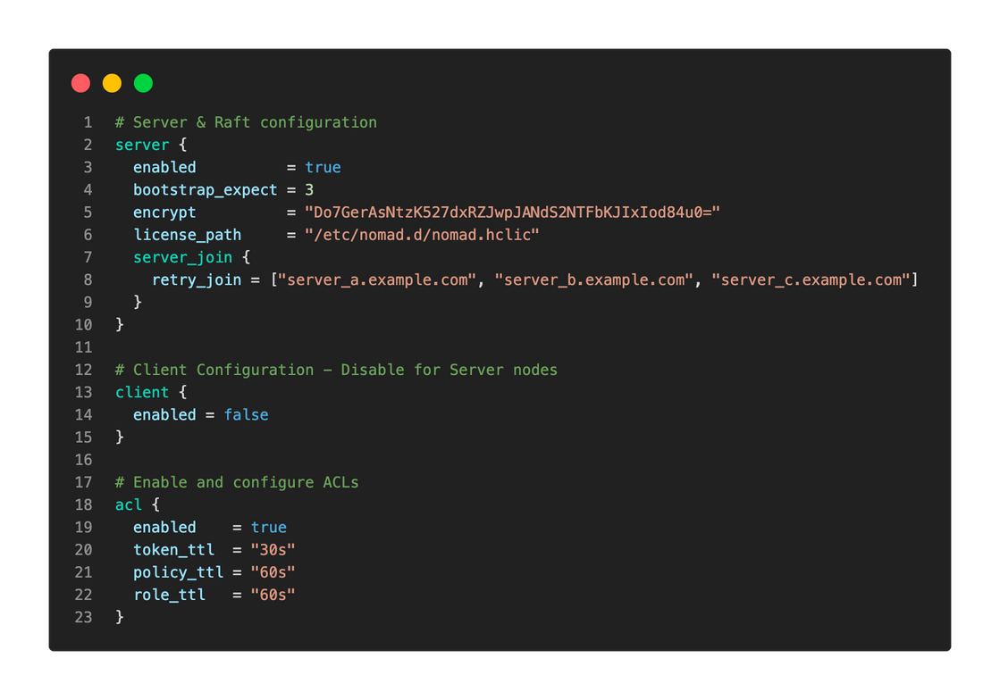 1 # Server & Raft configuration
2 server {
3   enabled          = true
4   bootstrap_expect = 3
5   encrypt          = "Do7GerAsNtzK527dxRZJwpJANdS2NTFbKJIxIod84u0="
6   license_path     = "/etc/nomad.d/nomad.hclic"
7   server_join {
8     retry_join = ["server_a.example.com", "server_b.example.com", "server_c.example.com"]
9   }
10 }
11
12 # Client Configuration – Disable for Server nodes
13 client {
14   enabled = false
15 }
16
17 # Enable and configure ACLs
18 acl {
19   enabled    = true
20   token_ttl  = "30s"
21   policy_ttl = "60s"
22   role_ttl   = "60s"
23 }